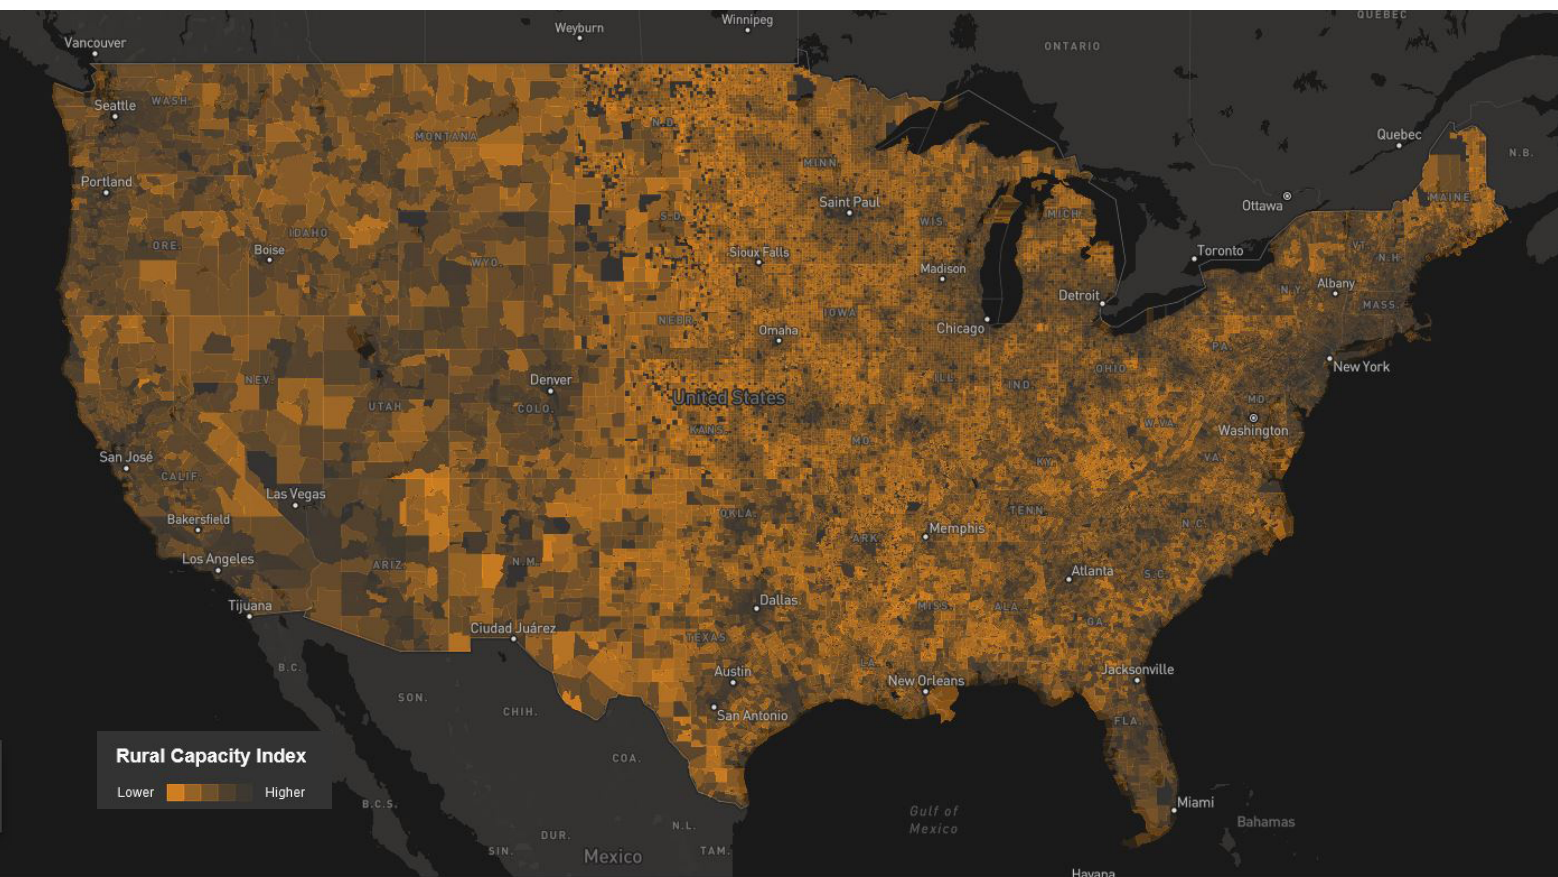 QUEBEC
Winnipeg
Weyburn
Vancouver
ONTARIO
WASH.
Seattle
N.D.
MONTANA
Quebec
N.B.
MINN.
Portland
Saint Paul
MAINE
Ottawa
S.D.
WIS.
MICH.
IDAHO
ORE.
Boise
VT.
Toronto
Sioux Falls
N.H.
WYO.
Madison
Albany
N.Y.
Detroit
MASS.
IOWA
NEBR.
Omaha
Chicago
PA.
New York
OHIO
ILL.
IND.
NEV.
Denver
United States
MD.
UTAH
COLO.
Washington
W.VA.
KANS.
MO.
San José
VA.
KY.
CALIF.
Las Vegas
OKLA.
TENN.
Bakersfield
Memphis
N.C.
ARK.
Los Angeles
ARIZ.
N.M.
Atlanta
S.C.
Tijuana
Dallas
MISS.
ALA.
GA.
Ciudad Juárez
TEXAS
LA.
B.C.
Austin
Jacksonville
New Orleans
SON.
CHIH.
San Antonio
FLA.
Rural Capacity Index
COA.
Lower
Higher
B.C.S.
Miami
Gulf of
Mexico
Bahamas
N.L.
DUR.
SIN.
Mexico
TAM.
Havana